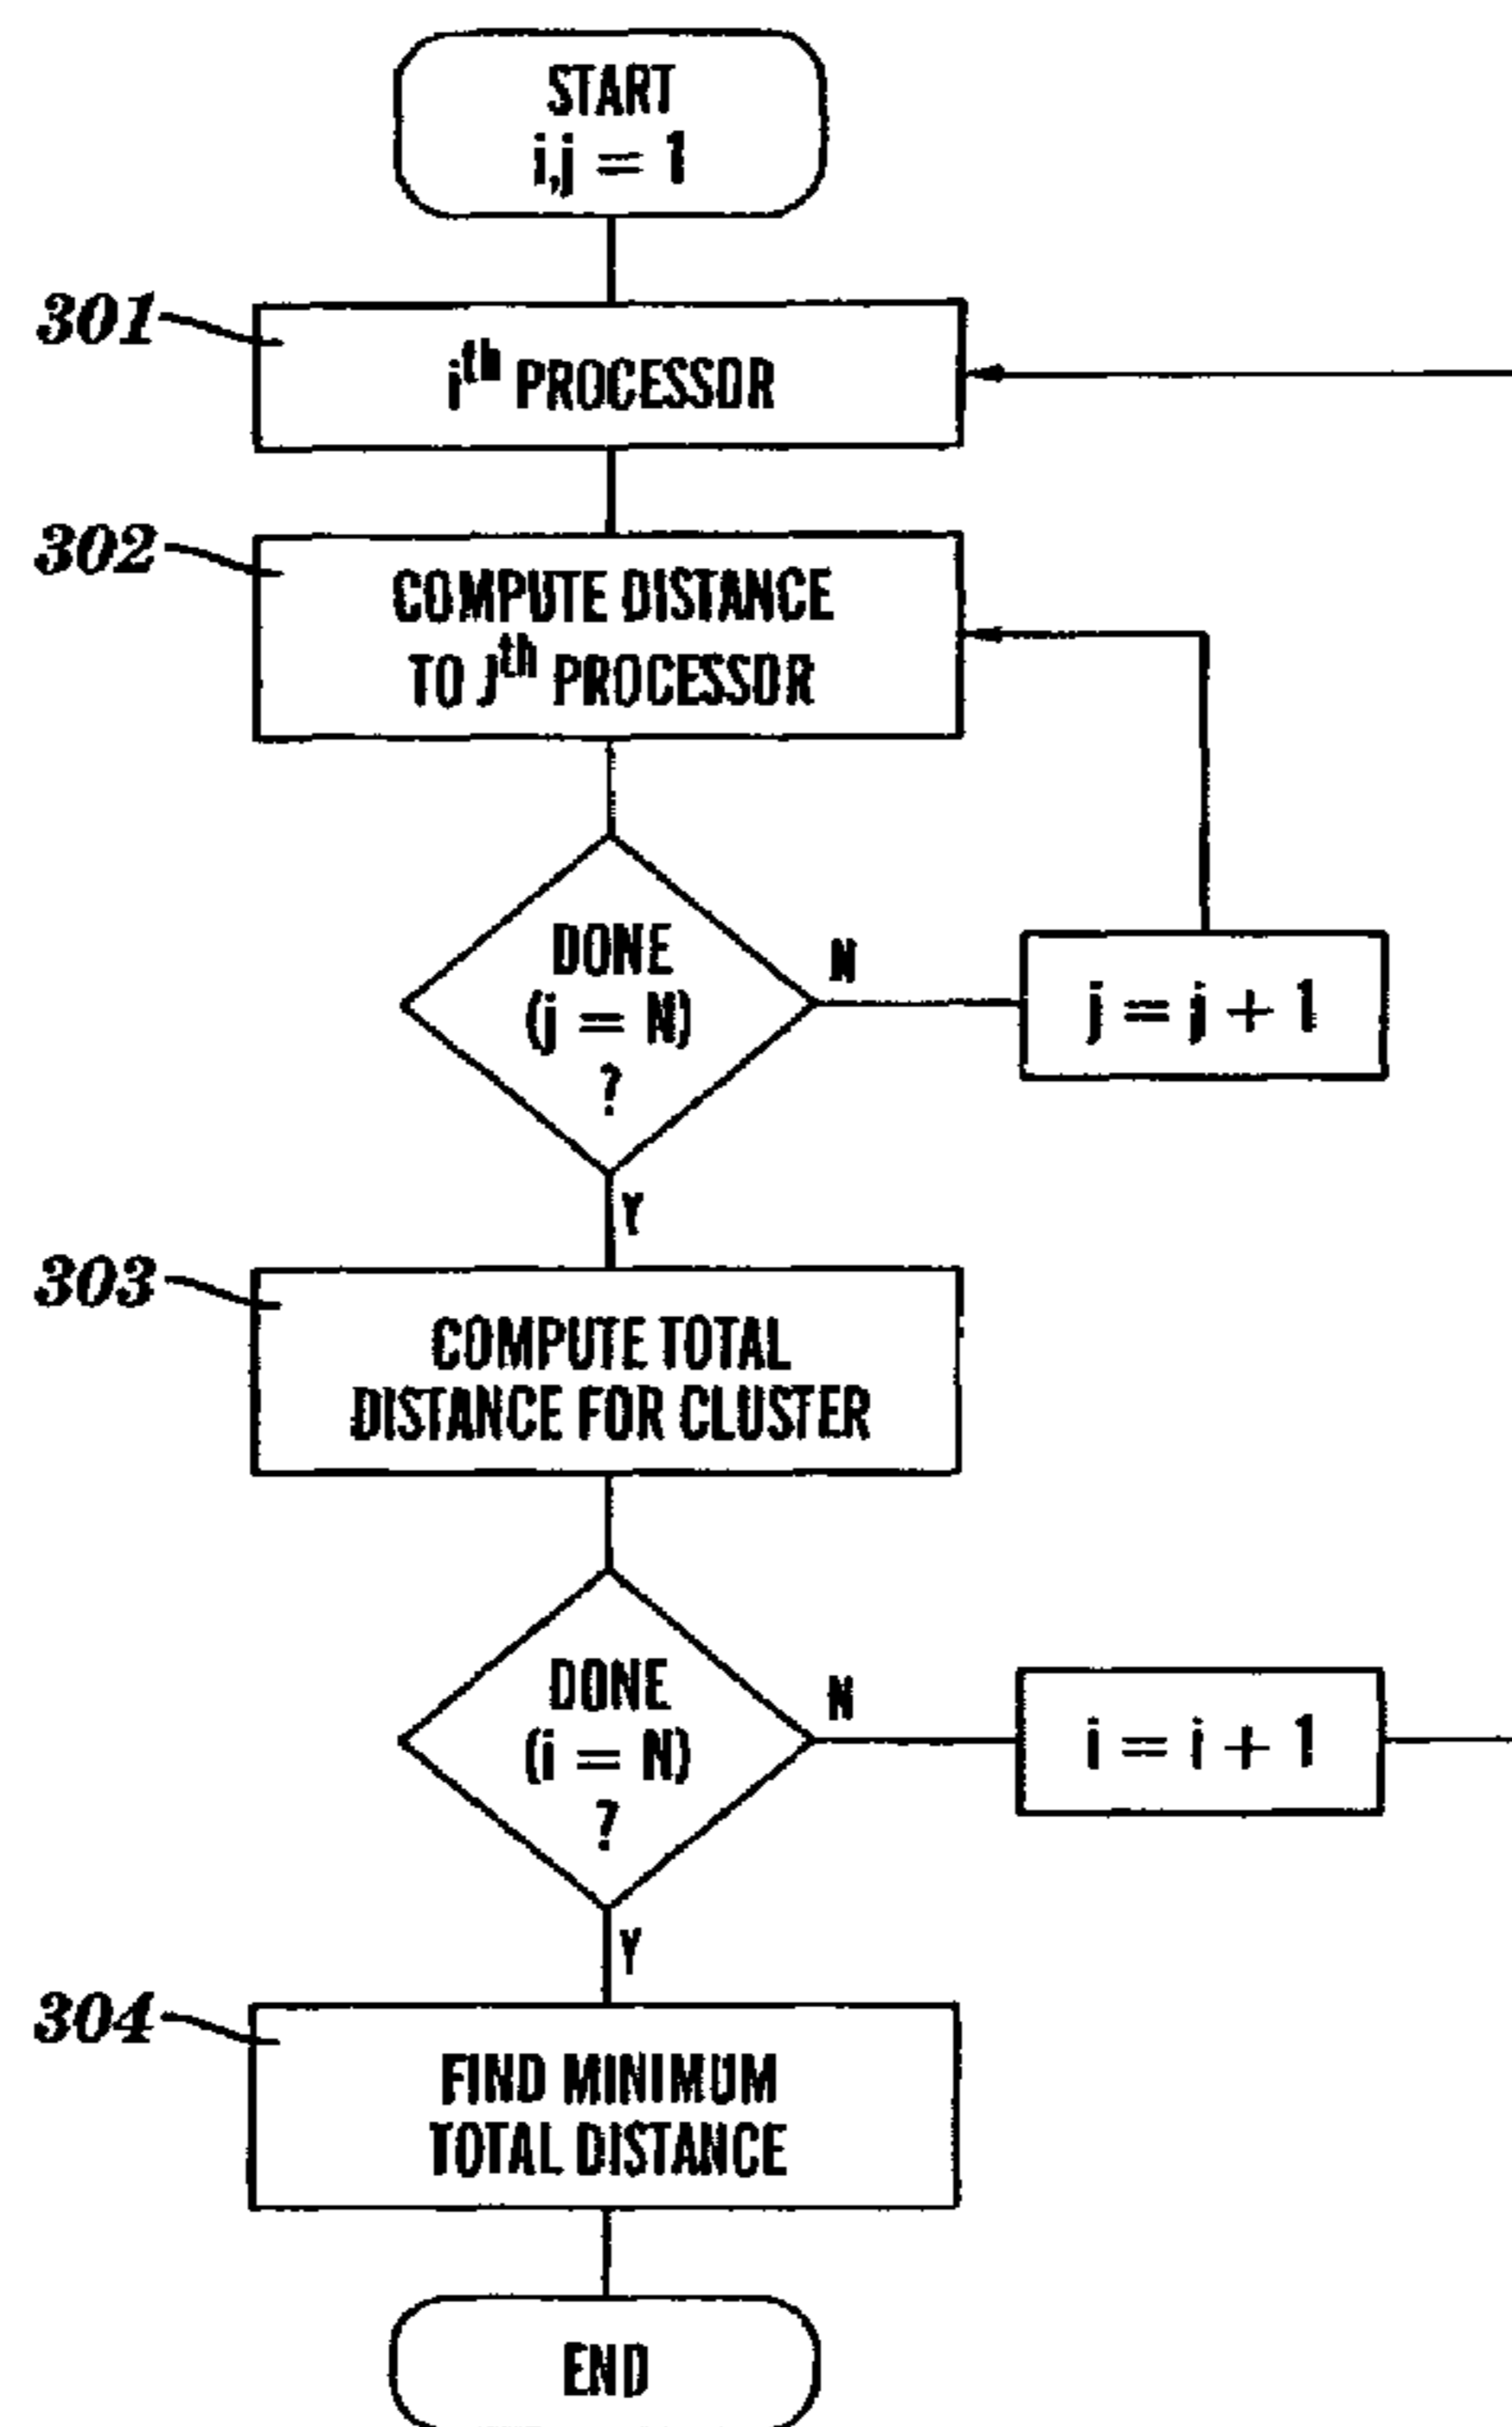 START
i,j = 1
301
ith PROCESSOR
302
COMPUTE DISTANCE
TO Jth PROCESSOR
DONE
(j = N)
?
N
j = j + 1
Y
303
COMPUTE TOTAL
DISTANCE FOR CLUSTER
DONE
(i = N)
?
N
i = i + 1
Y
304
FIND MINIMUM
TOTAL DISTANCE
END